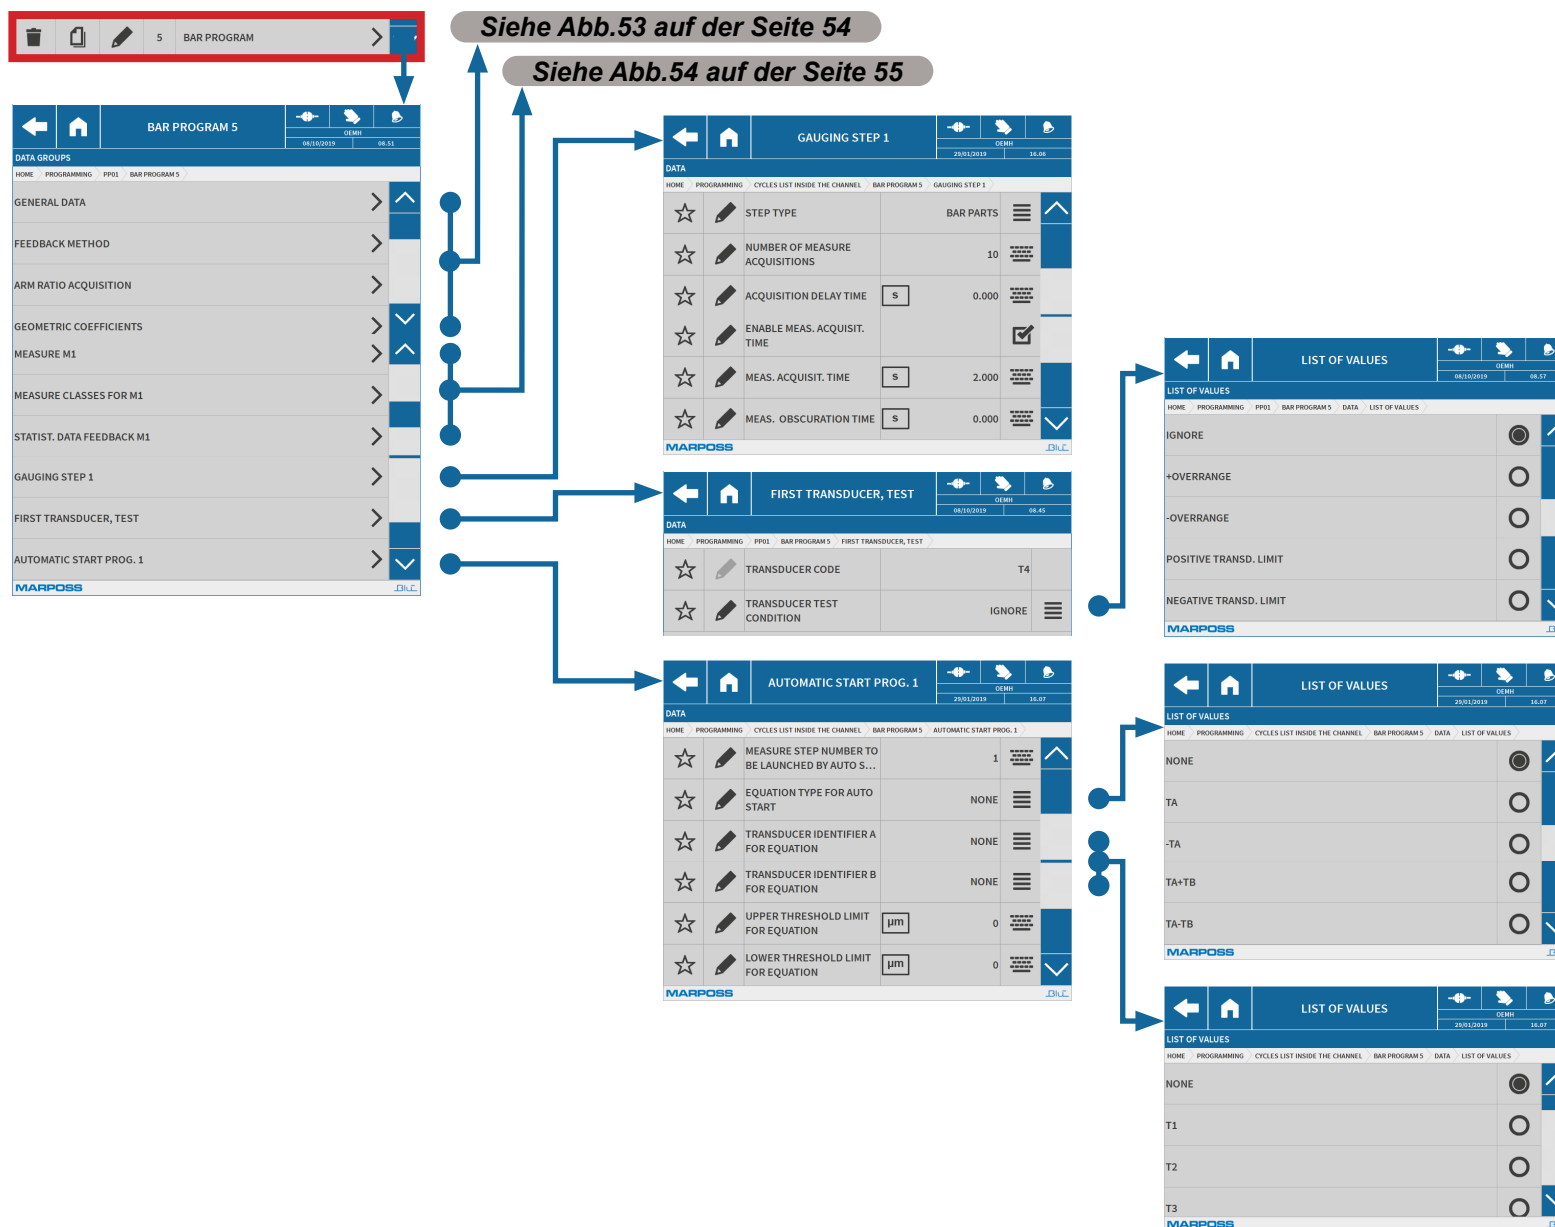 5 BAR PROGRAM
Siehe Abb.53 auf der Seite 54
Siehe Abb.54 auf der Seite 55
BAR PROGRAM 5
OEMH
08/10/2019 08.51
DATA GROUPS
HOME PROGRAMMING PP01 BAR PROGRAM 5
GENERAL DATA
FEEDBACK METHOD
ARM RATIO ACQUISITION
GEOMETRIC COEFFICIENTS
MEASURE M1
MEASURE CLASSES FOR M1
STATIST. DATA FEEDBACK M1
GAUGING STEP 1
FIRST TRANSDUCER, TEST
AUTOMATIC START PROG. 1
MARPOSS BLÚ
GAUGING STEP 1
OEMH
29/01/2019 16.06
DATA
HOME PROGRAMMING CYCLES LIST INSIDE THE CHANNEL BAR PROGRAM 5 GAUGING STEP 1
STEP TYPE BAR PARTS
NUMBER OF MEASURE
ACQUISITIONS 10
ACQUISITION DELAY TIME s 0.000
ENABLE MEAS. ACQUISIT.
TIME
MEAS. ACQUISIT. TIME s 2.000
MEAS. OBSCURATION TIME s 0.000
MARPOSS BLÚ
FIRST TRANSDUCER, TEST
OEMH
08/10/2019 08.45
DATA
HOME PROGRAMMING PP01 BAR PROGRAM 5 FIRST TRANSDUCER, TEST
TRANSDUCER CODE T4
TRANSDUCER TEST
CONDITION IGNORE
AUTOMATIC START PROG. 1
OEMH
29/01/2019 16.07
DATA
HOME PROGRAMMING CYCLES LIST INSIDE THE CHANNEL BAR PROGRAM 5 AUTOMATIC START PROG. 1
MEASURE STEP NUMBER TO
BE LAUNCHED BY AUTO S... 1
EQUATION TYPE FOR AUTO
START NONE
TRANSDUCER IDENTIFIER A
FOR EQUATION NONE
TRANSDUCER IDENTIFIER B
FOR EQUATION NONE
UPPER THRESHOLD LIMIT
FOR EQUATION µm 0
LOWER THRESHOLD LIMIT
FOR EQUATION µm 0
MARPOSS BLÚ
LIST OF VALUES
OEMH
08/10/2019 08.57
LIST OF VALUES
HOME PROGRAMMING PP01 BAR PROGRAM 5 DATA LIST OF VALUES
IGNORE
+OVERRANGE
-OVERRANGE
POSITIVE TRANSD. LIMIT
NEGATIVE TRANSD. LIMIT
MARPOSS
LIST OF VALUES
OEMH
29/01/2019 16.07
LIST OF VALUES
HOME PROGRAMMING CYCLES LIST INSIDE THE CHANNEL BAR PROGRAM 5 DATA LIST OF VALUES
NONE
TA
-TA
TA+TB
TA-TB
MARPOSS
LIST OF VALUES
OEMH
29/01/2019 16.07
LIST OF VALUES
HOME PROGRAMMING CYCLES LIST INSIDE THE CHANNEL BAR PROGRAM 5 DATA LIST OF VALUES
NONE
T1
T2
T3
MARPOSS